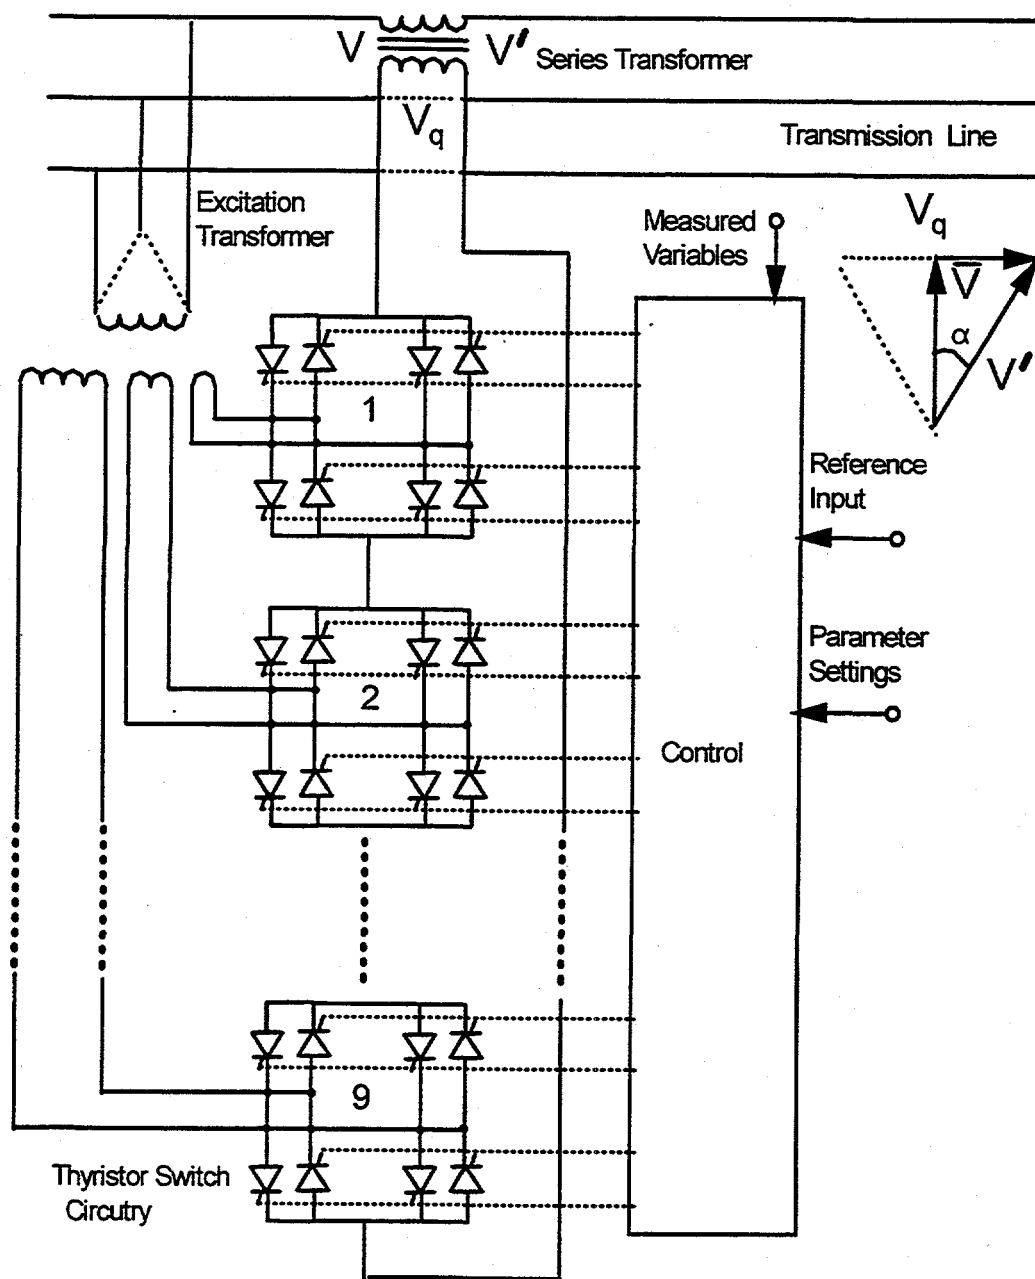 V
V'
Series Transformer
Vq
Transmission Line
Excitation
Transformer
Measured
Variables
Vq
V̅
α
V'
1
Reference
Input
2
Parameter
Settings
Control
9
Thyristor Switch
Circutry